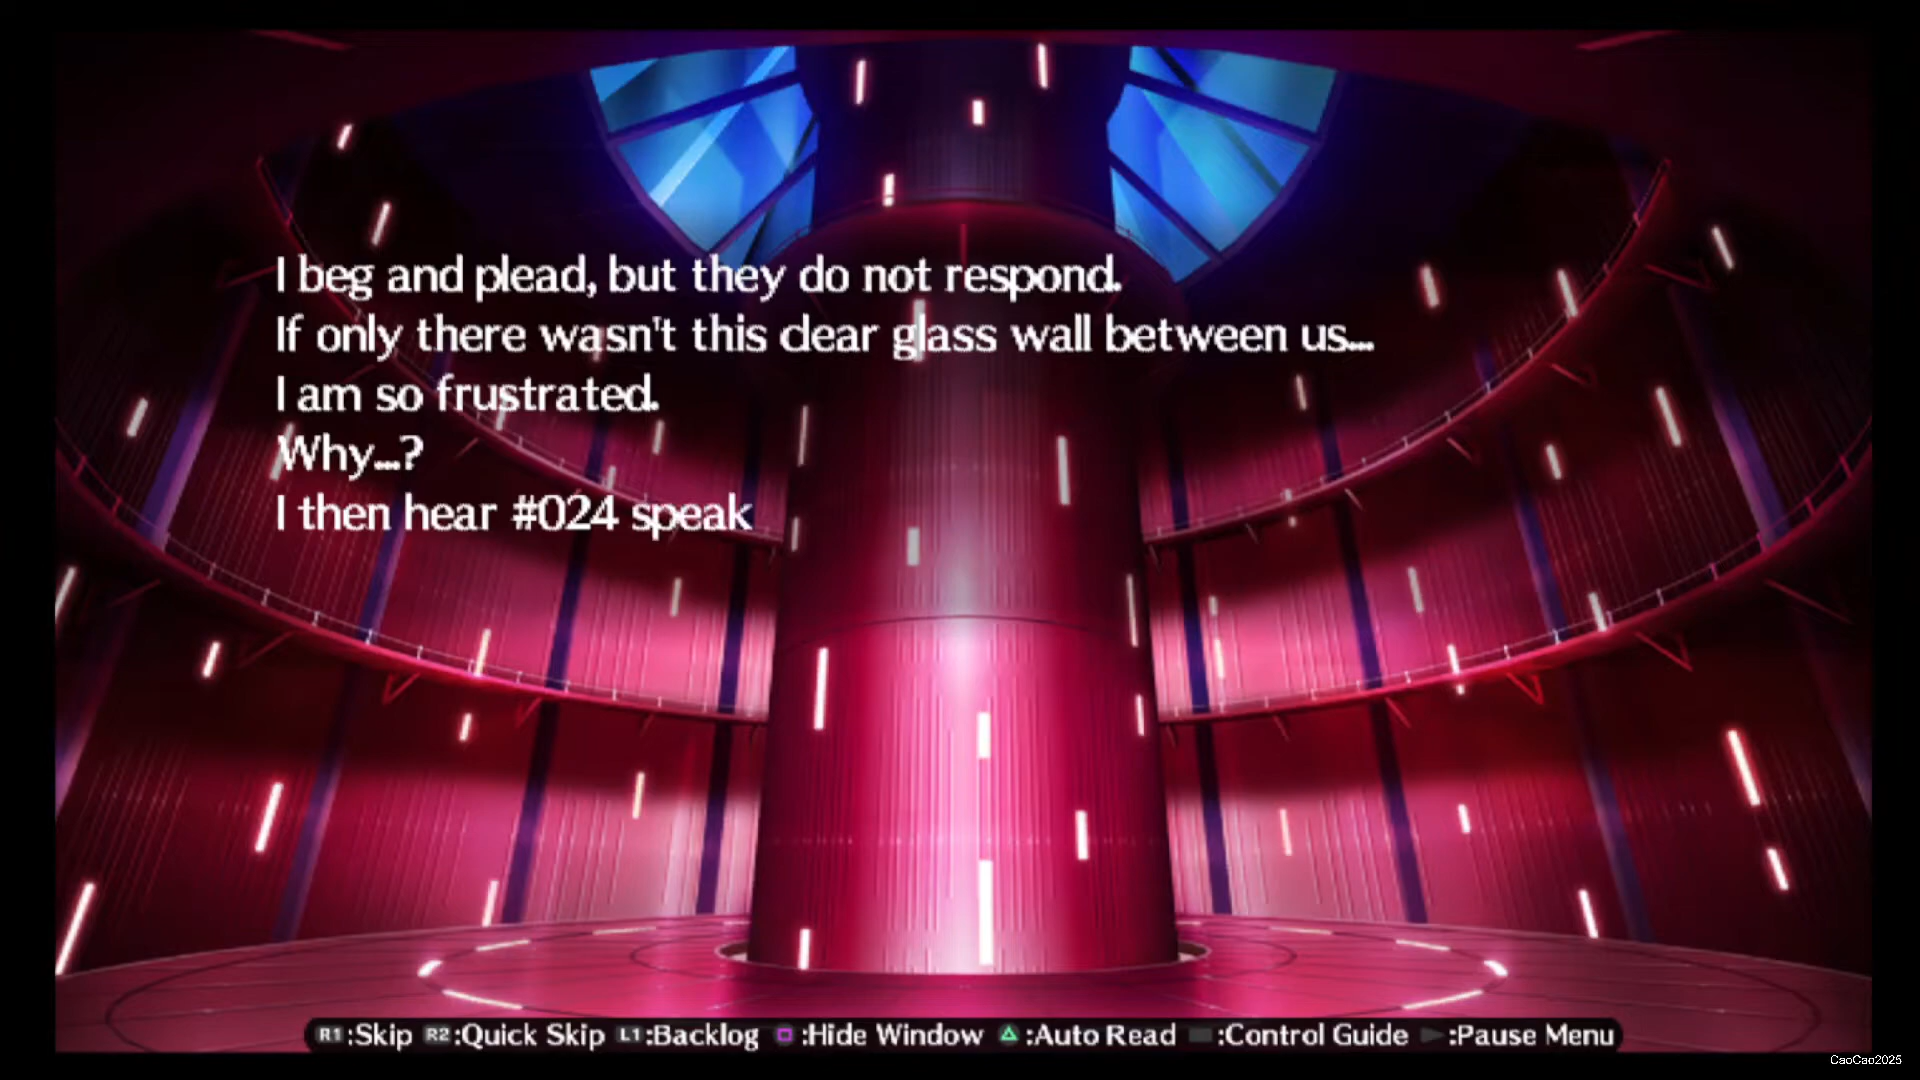 I beg and plead, but they do not respond.
If only there wasn't this clear glass wall between us...
I am so frustrated.
Why...?
I then hear #024 speak
R1:Skip R2:Quick Skip L1:Backlog :Hide Window :Auto Read :Control Guide :Pause Menu
CaoCao2025